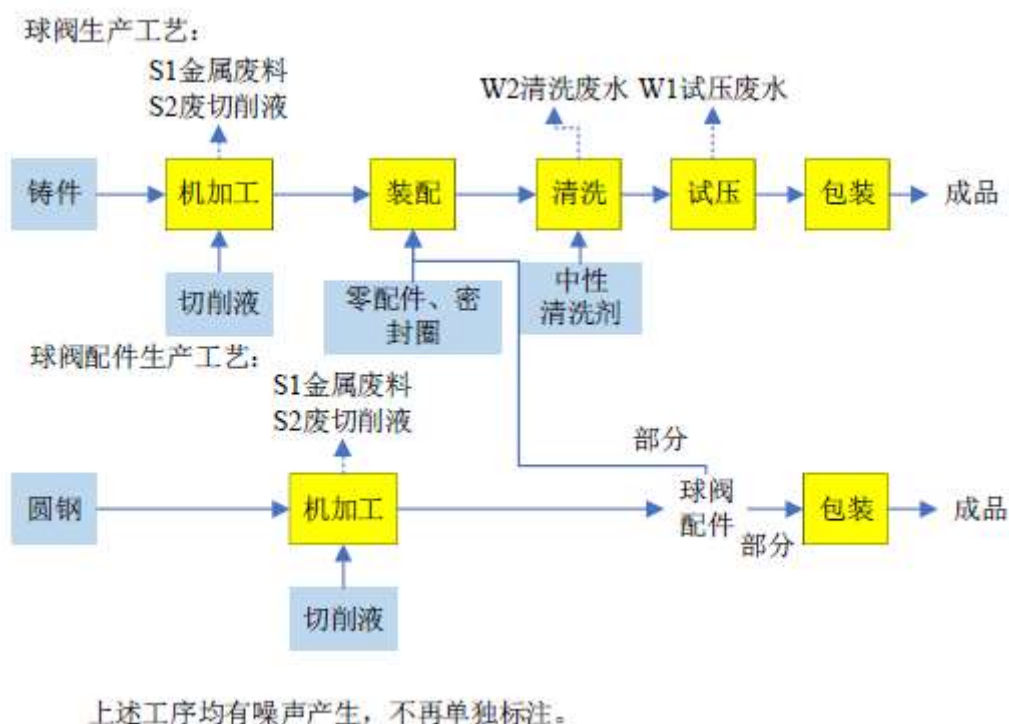 球阀生产工艺：
S1金属废料
S2废切削液
W2清洗废水 W1试压废水
铸件
机加工
装配
清洗
试压
包装
成品
切削液
零配件、密
封圈
中性
清洗剂
球阀配件生产工艺：
S1金属废料
S2废切削液
部分
圆钢
机加工
球阀
配件
部分
包装
成品
切削液
上述工序均有噪声产生，不再单独标注。